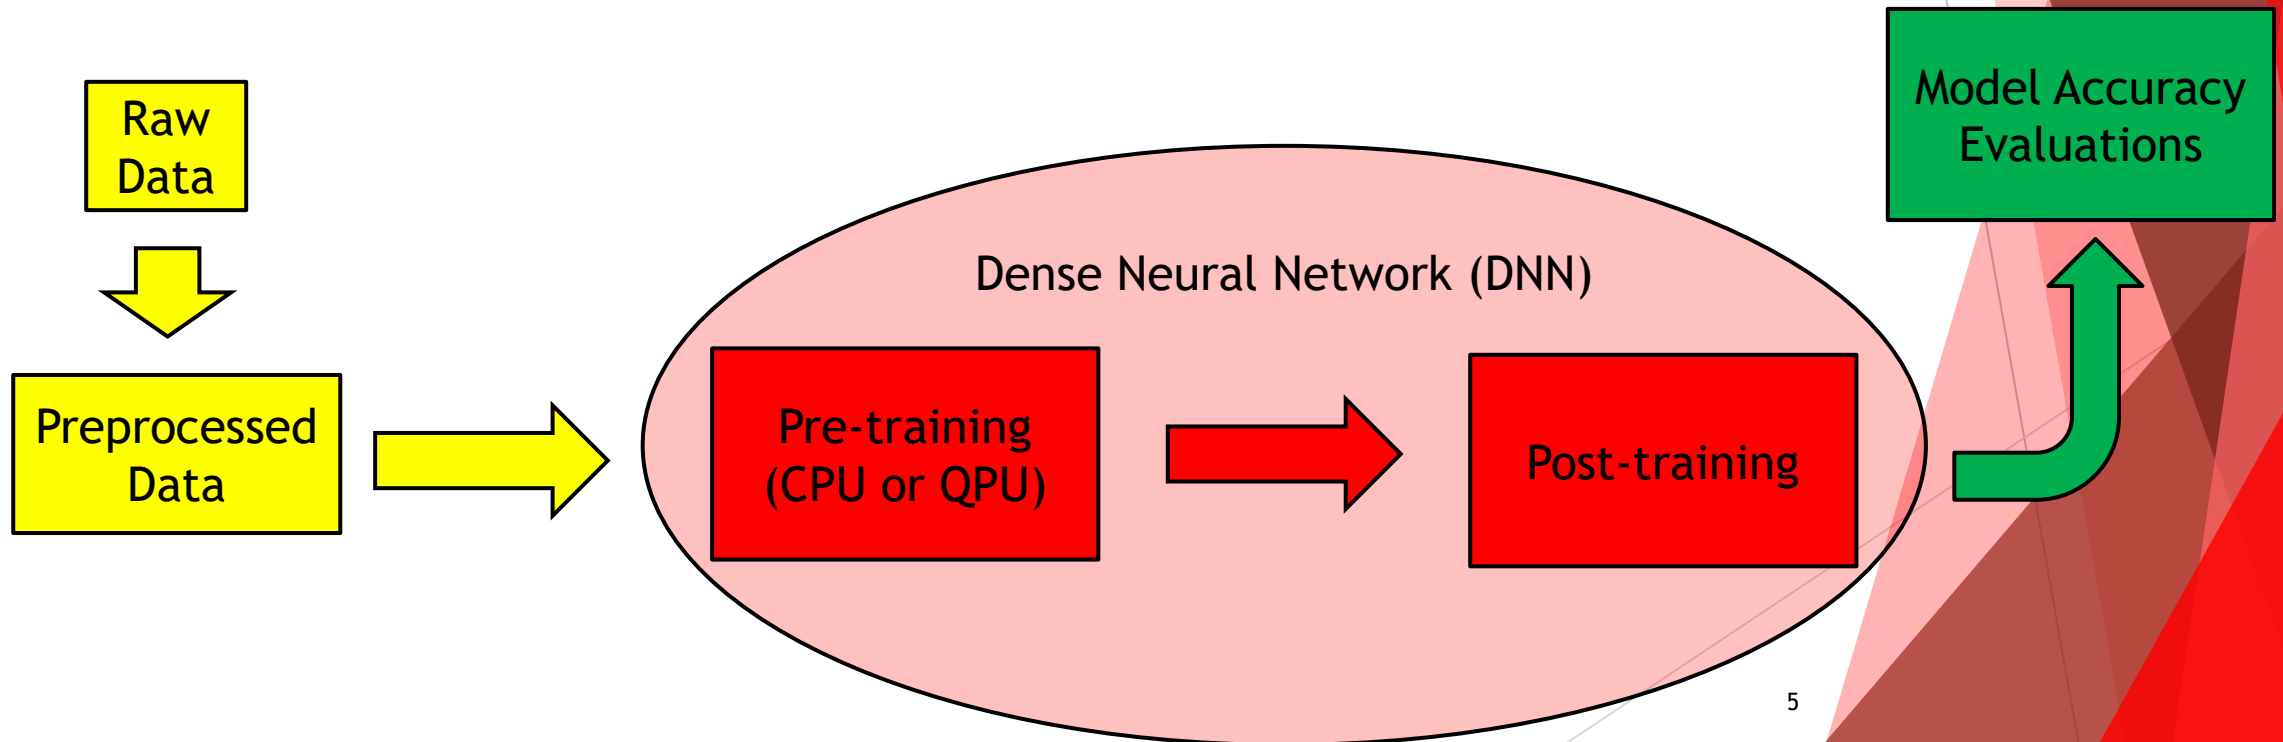 Raw
Data
Preprocessed
Data
Dense Neural Network (DNN)
Pre-training
(CPU or QPU)
Post-training
Model Accuracy
Evaluations
5